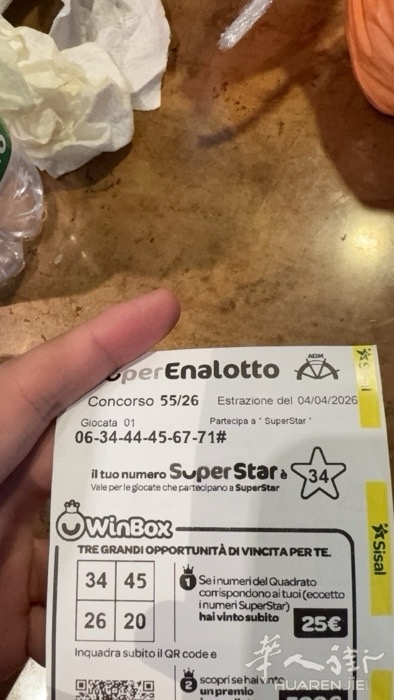 perEnalotto
ADM
Concorso 55/26 Estrazione del 04/04/2026
Giocata 01 Partecipa a " SuperStar "
06-34-44-45-67-71#
il tuo numero SuperStar è 34
Vale per le giocate che partecipano a SuperStar
WinBox
TRE GRANDI OPPORTUNITÀ DI VINCITA PER TE.
34 45
26 20
1 Se i numeri del Quadrato
corrispondono ai tuoi (eccetto
i numeri SuperStar)
hai vinto subito 25€
Inquadra subito il QR code e
2 scopri se hai vinto
un premio
Sisal
华人街
HUARENJIE